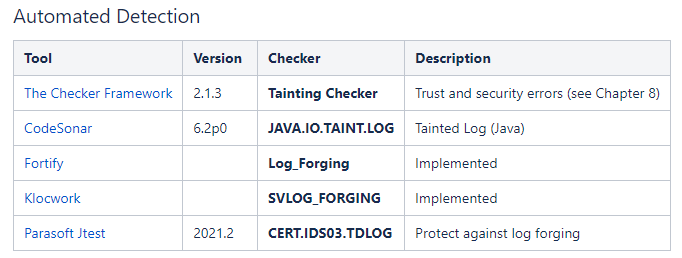 Automated Detection
Tool Version Checker Description
The Checker Framework 2.1.3 Tainting Checker Trust and security errors (see Chapter 8)
CodeSonar 6.2p0 JAVA.IO.TAINT.LOG Tainted Log (Java)
Fortify Log_Forging Implemented
Klocwork SVLOG_FORGING Implemented
Parasoft Jtest 2021.2 CERT.IDS03.TDLOG Protect against log forging